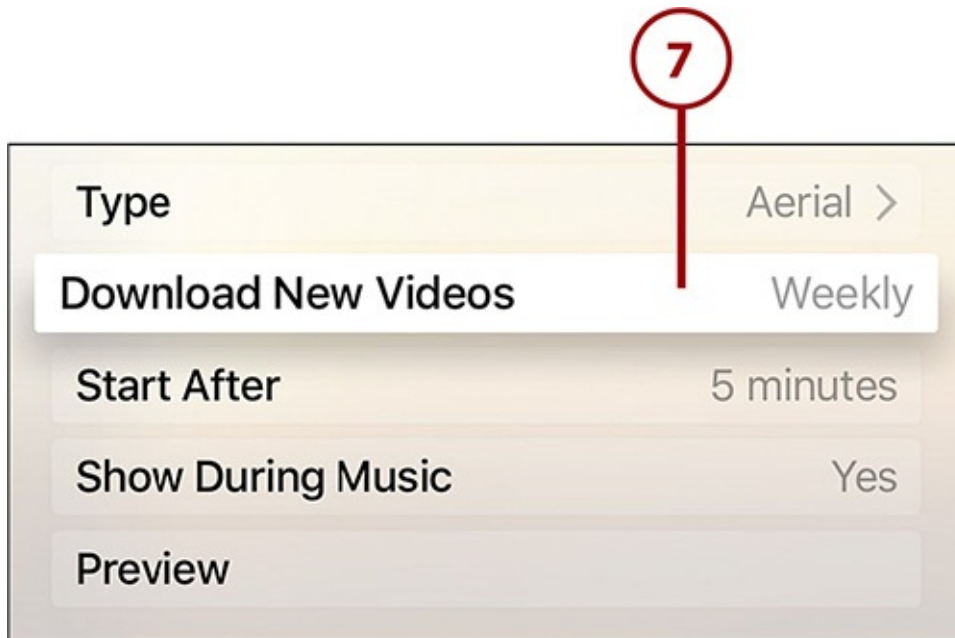 7
Type Aerial >
Download New Videos Weekly
Start After 5 minutes
Show During Music Yes
Preview